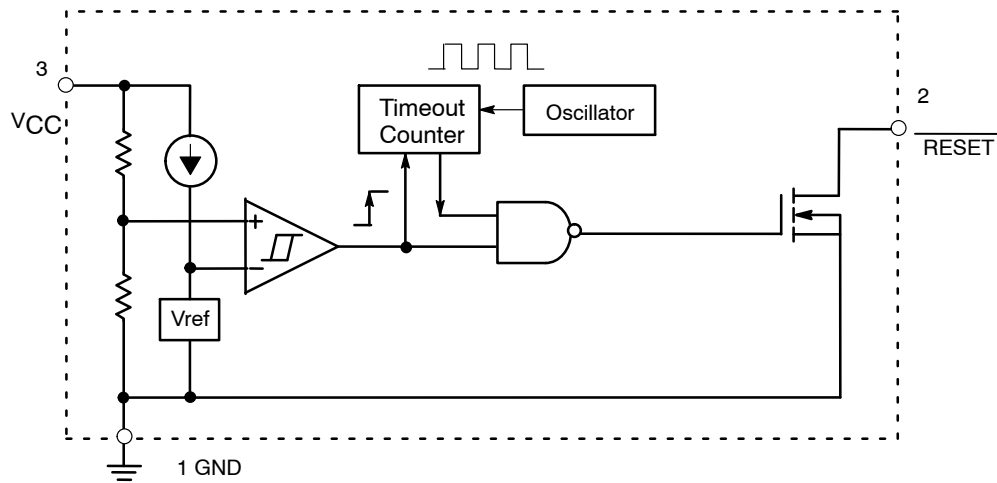 3
VCC
Timeout
Counter
Oscillator
2
RESET
+
−
Vref
1 GND